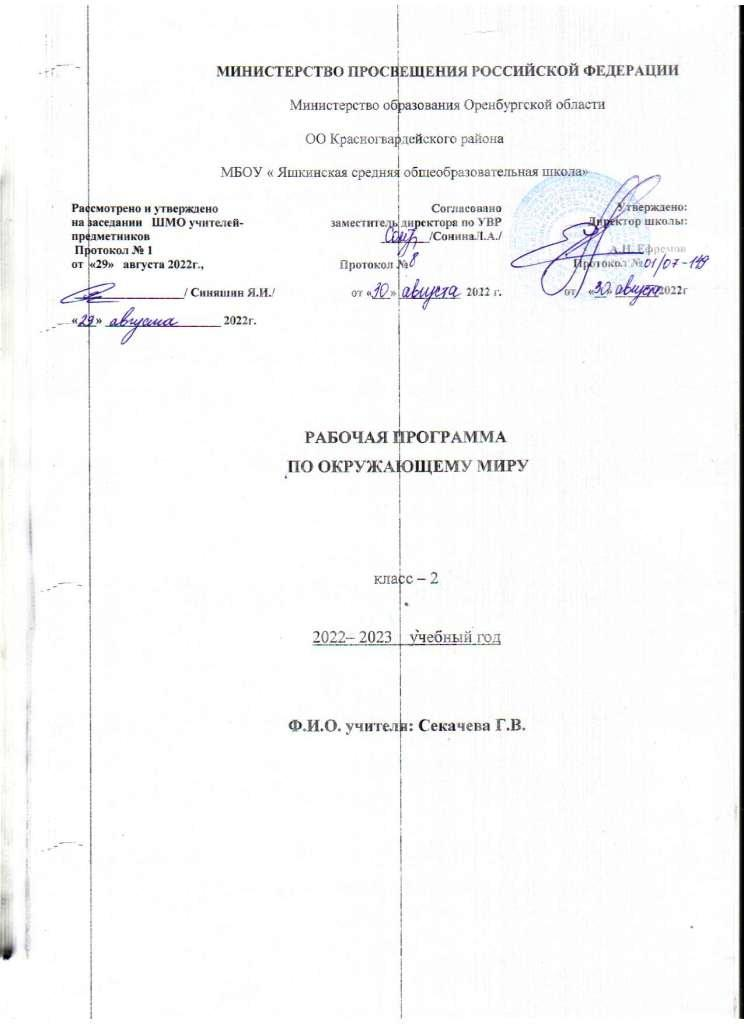 МИНИСТЕРСТВО ПРОСВЕЩЕНИЯ РОССИЙСКОЙ ФЕДЕРАЦИИ
Министерство образования Оренбургской области
ОО Красногвардейского района
МБОУ « Яшкинская средняя общеобразовательная школа»
Рассмотрено и утверждено
на заседании ШМО учителей-
предметников
Протокол № 1
от «29» августа 2022г.,
/ Синяшин Я.И./
«29» августа 2022г.
Согласовано
заместитель директора по УВР
/СонинаЛ.А./
Протокол №8
от «30» августа 2022 г.
Утверждено:
Директор школы:
А.И. Ефремов
Протокол №01/07-149
от «30» августа 2022г
РАБОЧАЯ ПРОГРАММА
ПО ОКРУЖАЮЩЕМУ МИРУ
класс – 2
2022– 2023 учебный год
Ф.И.О. учителя: Секачева Г.В.